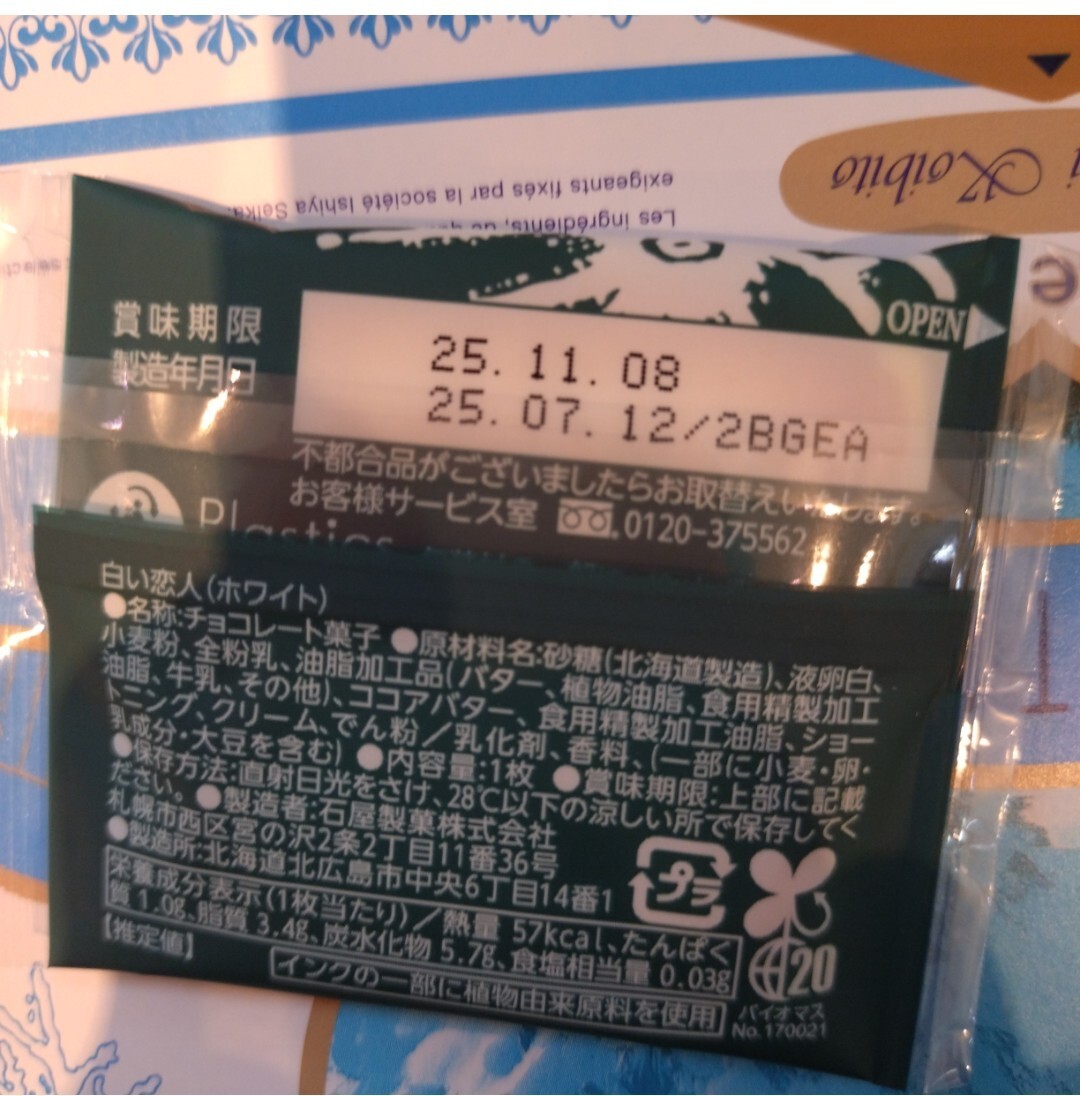 Koibito
exigeants fixés par la société Ishiya Seika.
Les ingrédients, de
OPEN
賞味期限
25. 11. 08
製造年月日
25. 07. 12/2BGEA
不都合品がございましたらお取替えいたします。
お客様サービス室 0120-375562
Plastics
白い恋人(ホワイト)
●名称:チョコレート菓子 ●原材料名:砂糖(北海道製造)、液卵白、
小麦粉、全粉乳、油脂加工品(バター、植物油脂、食用精製加工
油脂、牛乳、その他)、ココアバター、食用精製加工油脂、ショー
トニング、クリーム、でん粉/乳化剤、香料、(一部に小麦・卵・
乳成分・大豆を含む) ●内容量:1枚 ●賞味期限:上部に記載
●保存方法:直射日光をさけ、28℃以下の涼しい所で保存してく
ださい。 ●製造者:石屋製菓株式会社
札幌市西区宮の沢2条2丁目11番36号
●製造所:北海道北広島市中央6丁目14番1
栄養成分表示(1枚当たり)/熱量 57kcal、たんぱく
質 1.0g、脂質 3.4g、炭水化物 5.7g、食塩相当量 0.03g
【推定値】
インクの一部に植物由来原料を使用
プラ
20
バイオマス
No.170021